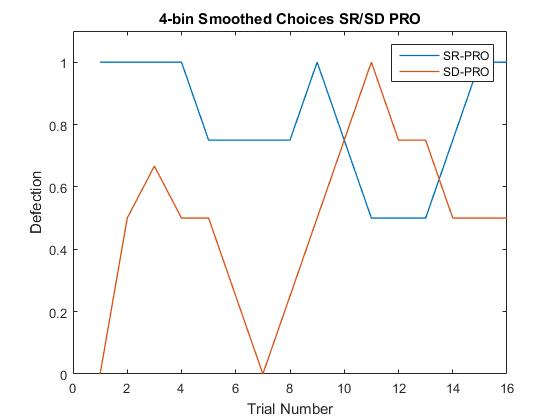 4-bin Smoothed Choices SR/SD PRO
SR-PRO
SD-PRO
1
0.8
0.6
0.4
0.2
0
Defection
0 2 4 6 8 10 12 14 16
Trial Number